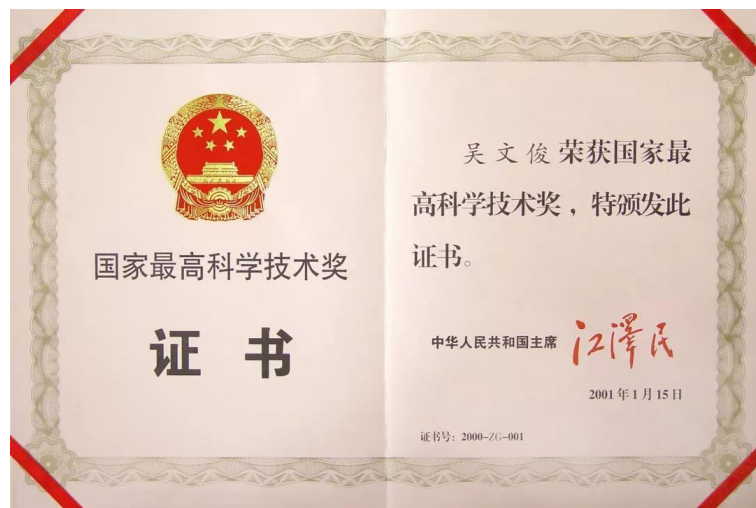 国家最高科学技术奖
证 书
吴文俊荣获国家最
高科学技术奖，特颁发此
证书。
中华人民共和国主席 江泽民
2001年1月15日
证书号：2000-ZG-001